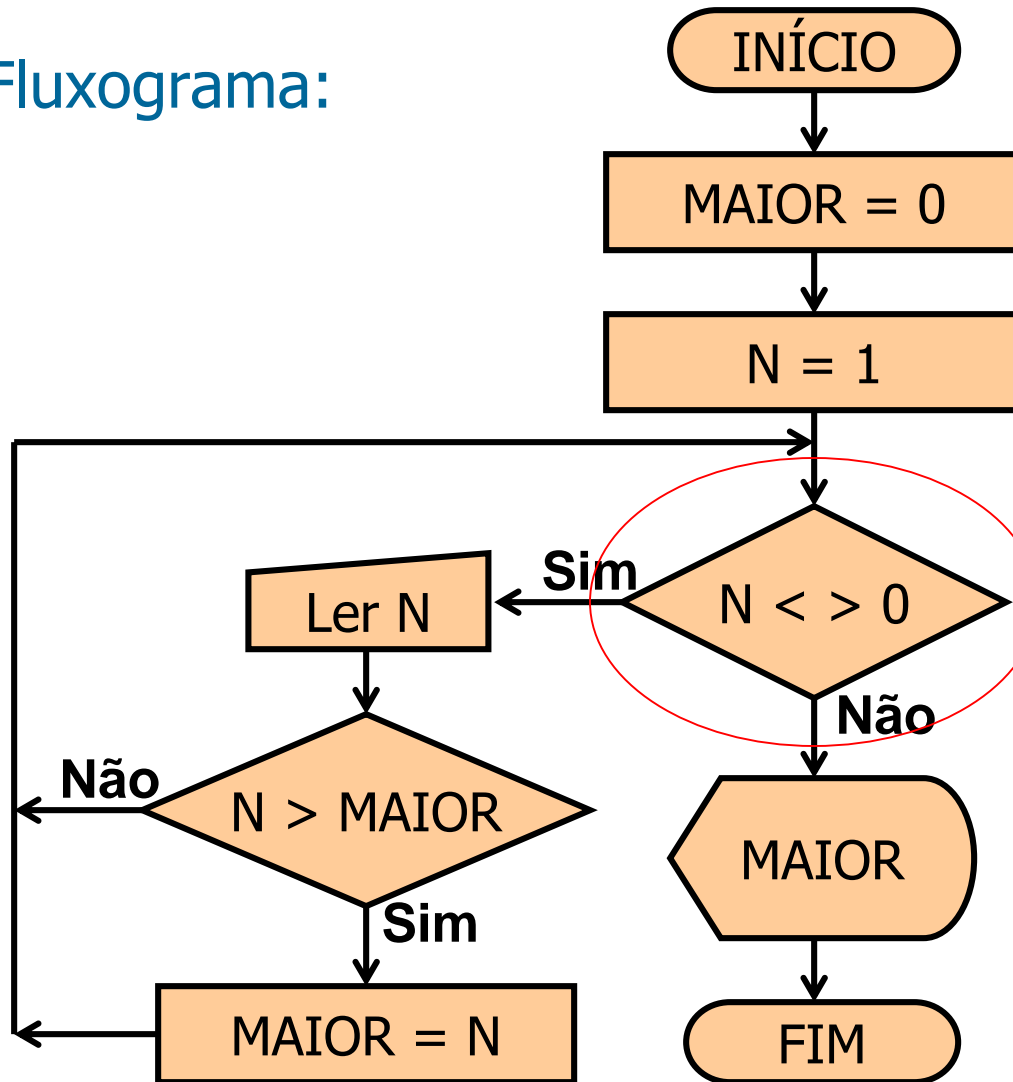 Fluxograma:
INÍCIO
MAIOR = 0
N = 1
N < > 0
Sim
Ler N
Não
N > MAIOR
Não
Sim
MAIOR = N
MAIOR
FIM